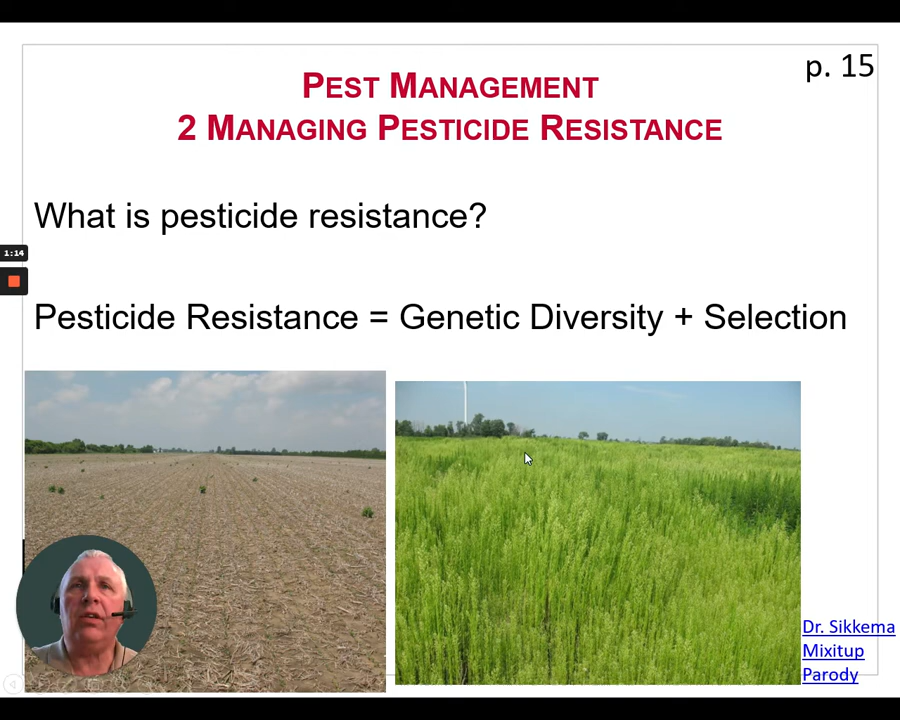 p. 15
PEST MANAGEMENT
2 MANAGING PESTICIDE RESISTANCE
What is pesticide resistance?
1:14
Pesticide Resistance = Genetic Diversity + Selection
Dr. Sikkema
Mixitup
Parody